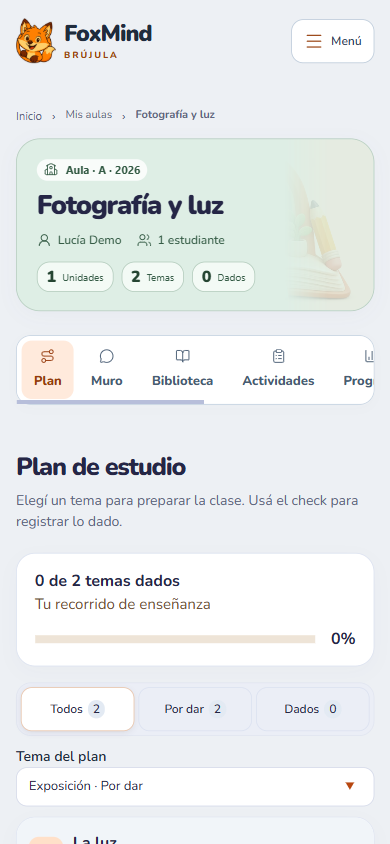 FoxMind
BRÚJULA
Menú
Inicio › Mis aulas › Fotografía y luz
Aula · A · 2026
Fotografía y luz
Lucía Demo 1 estudiante
1 Unidades 2 Temas 0 Dados
Plan Muro Biblioteca Actividades Prog
Plan de estudio
Elegí un tema para preparar la clase. Usá el check para
registrar lo dado.
0 de 2 temas dados
Tu recorrido de enseñanza
0%
Todos 2 Por dar 2 Dados 0
Tema del plan
Exposición · Por dar
La luz